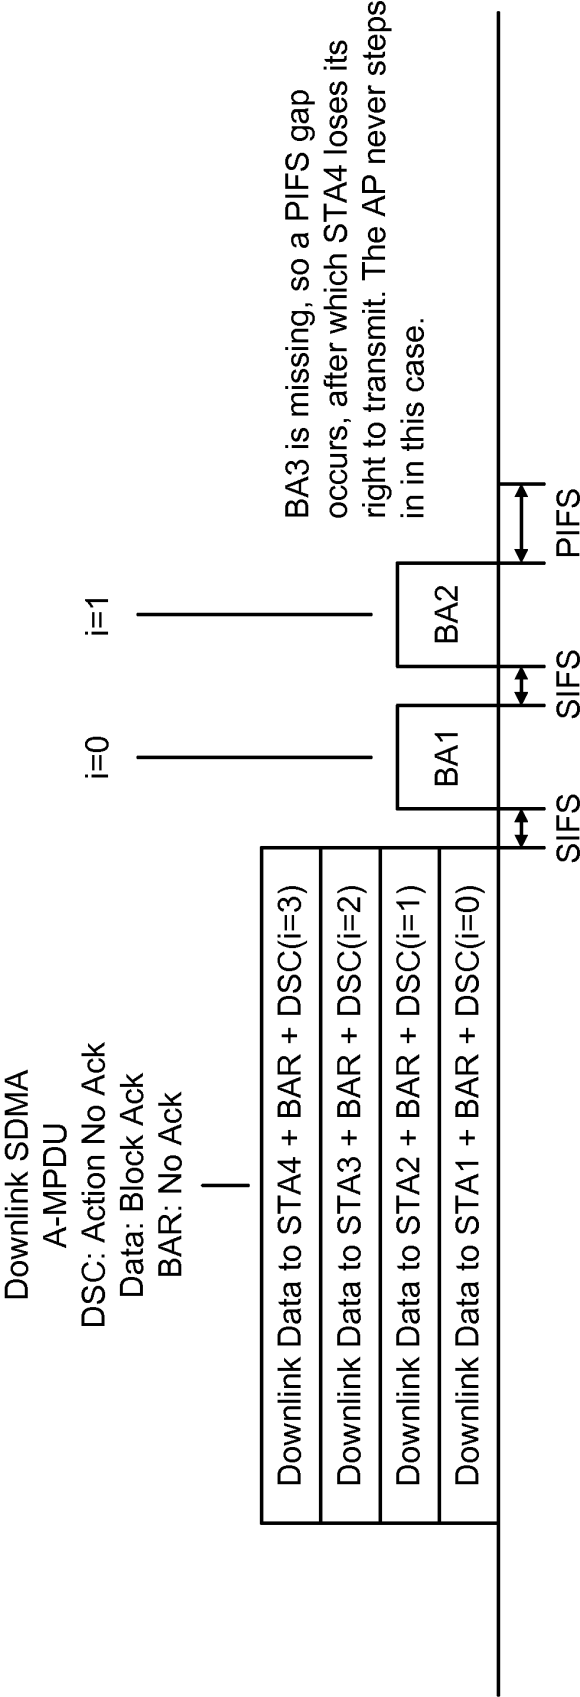 Downlink SDMA
A-MPDU
DSC: Action No Ack
Data: Block Ack
BAR: No Ack
i=0
i=1
BA3 is missing, so a PIFS gap
occurs, after which STA4 loses its
right to transmit. The AP never steps
in in this case.
Downlink Data to STA4 + BAR + DSC(i=3)
Downlink Data to STA3 + BAR + DSC(i=2)
Downlink Data to STA2 + BAR + DSC(i=1)
Downlink Data to STA1 + BAR + DSC(i=0)
BA1
BA2
SIFS
SIFS
PIFS